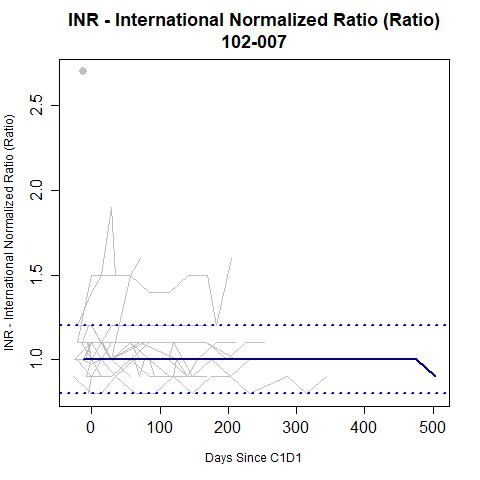 INR - International Normalized Ratio (Ratio)
102-007
INR - International Normalized Ratio (Ratio)
2.5
2.0
1.5
1.0
0 100 200 300 400 500
Days Since C1D1